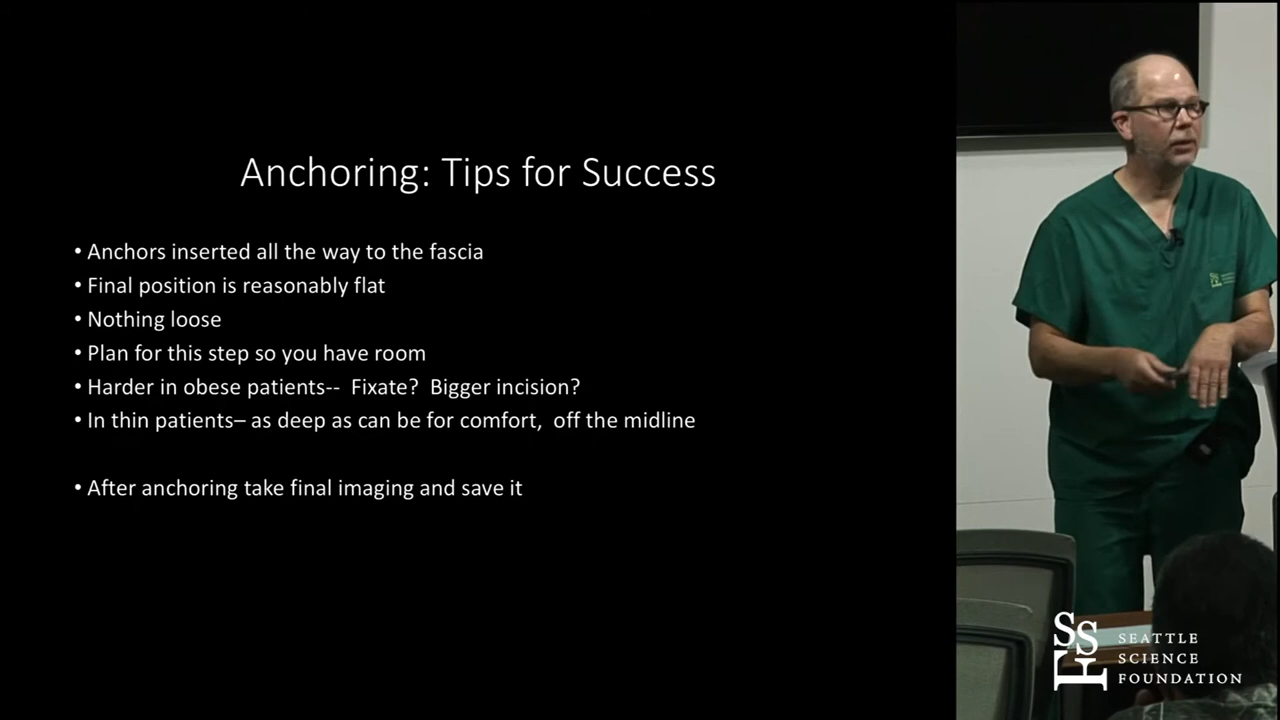 Anchoring: Tips for Success
• Anchors inserted all the way to the fascia
• Final position is reasonably flat
• Nothing loose
• Plan for this step so you have room
• Harder in obese patients-- Fixate? Bigger incision?
• In thin patients– as deep as can be for comfort, off the midline
• After anchoring take final imaging and save it
SSF
SEATTLE
SCIENCE
FOUNDATION